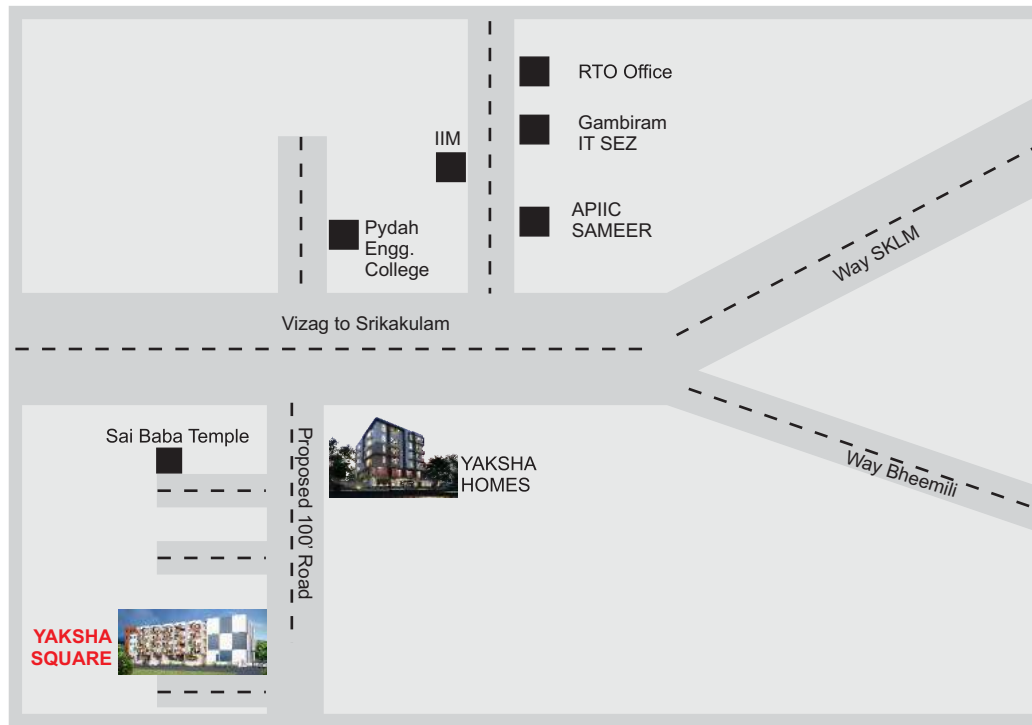 RTO Office
Gambiram
IT SEZ
IIM
APIIC
SAMEER
Pydah
Engg.
College
Way SKLM
Vizag to Srikakulam
Sai Baba Temple
Proposed 100' Road
YAKSHA
HOMES
Way Bheemili
YAKSHA
SQUARE